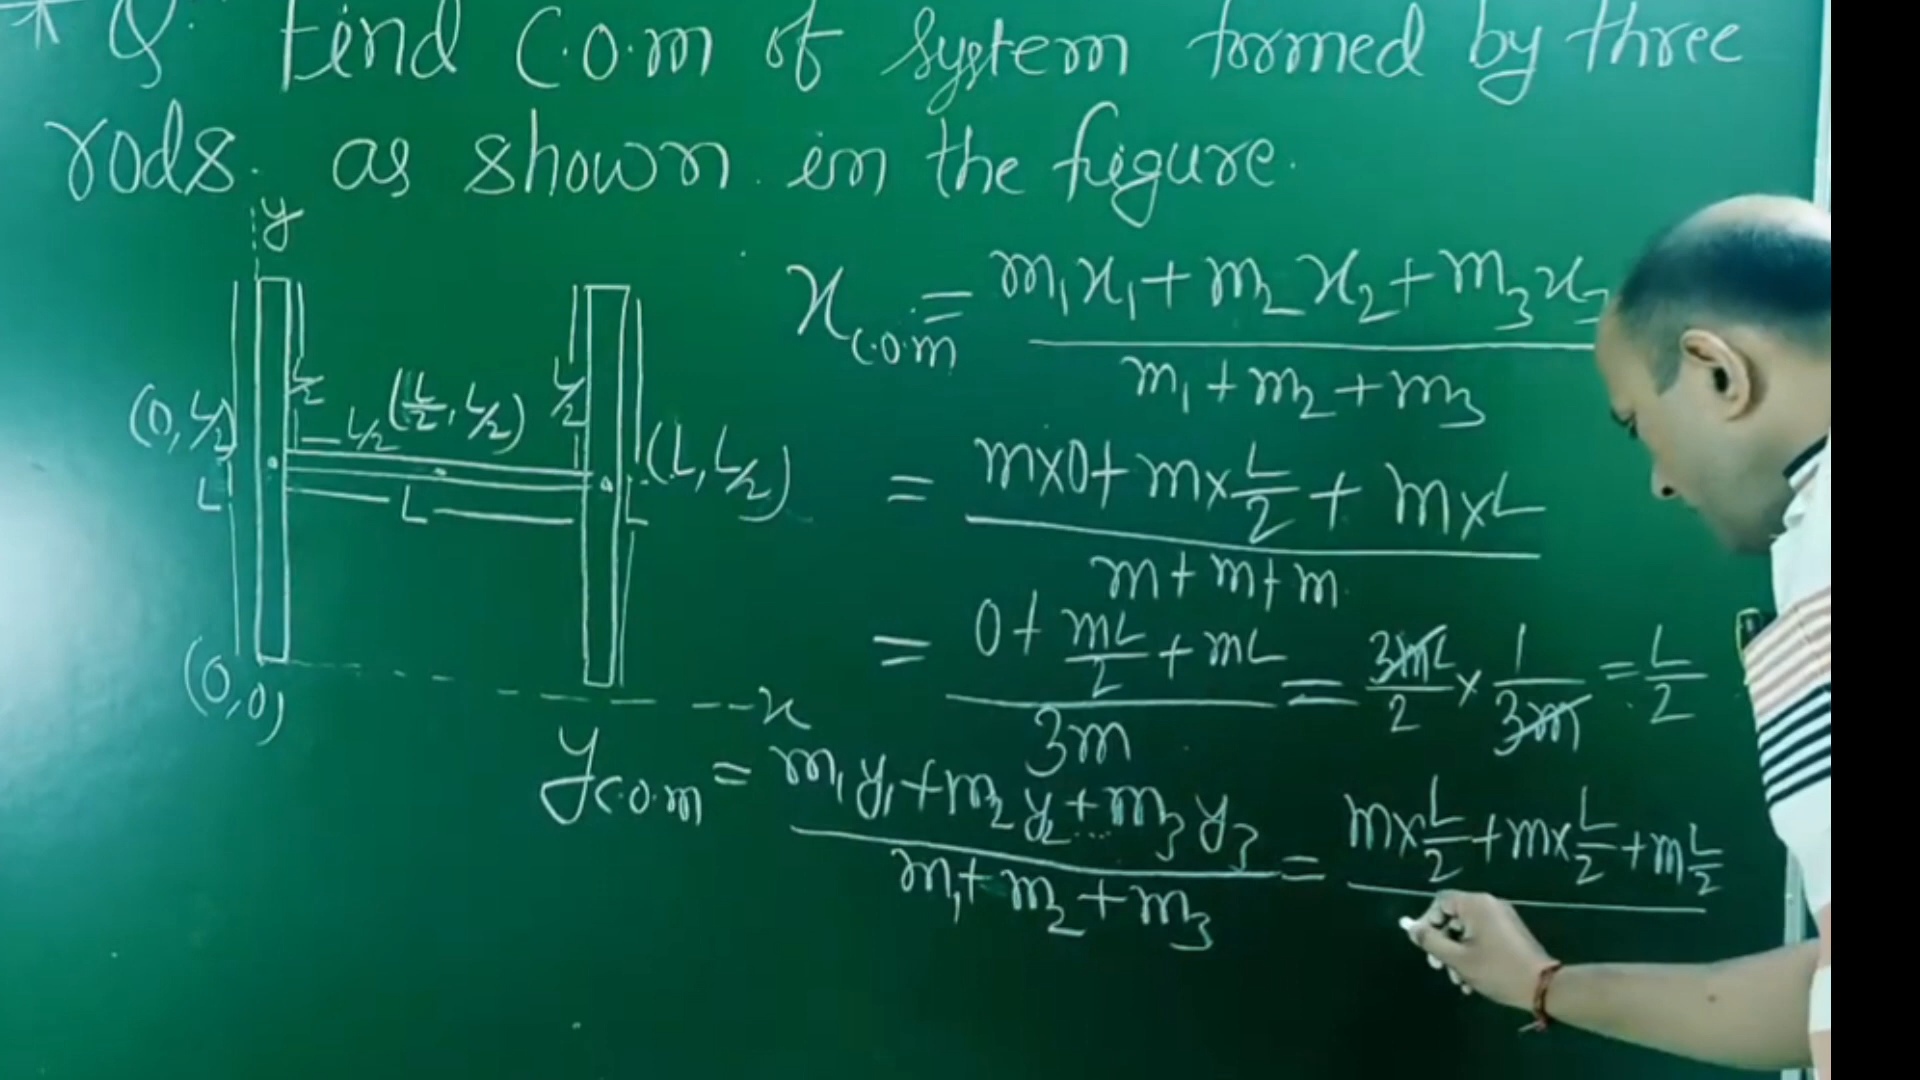 * Q. Find C.O.M of system formed by three
rods. as shown in the figure.
y
L/2
L/2
(0, L/2)
L/2
(L/2, L/2)
(L, L/2)
L
L
L
(0,0)
x
x C.O.M = m₁x₁ + m₂x₂ + m₃x₃ / m₁ + m₂ + m₃
= m×0 + m×L/2 + m×L / m + m + m
= 0 + mL/2 + mL / 3m = 3mL/2 × 1/3m = L/2
y C.O.M = m₁y₁ + m₂y₂ + m₃y₃ / m₁ + m₂ + m₃ = m×L/2 + m×L/2 + m L/2